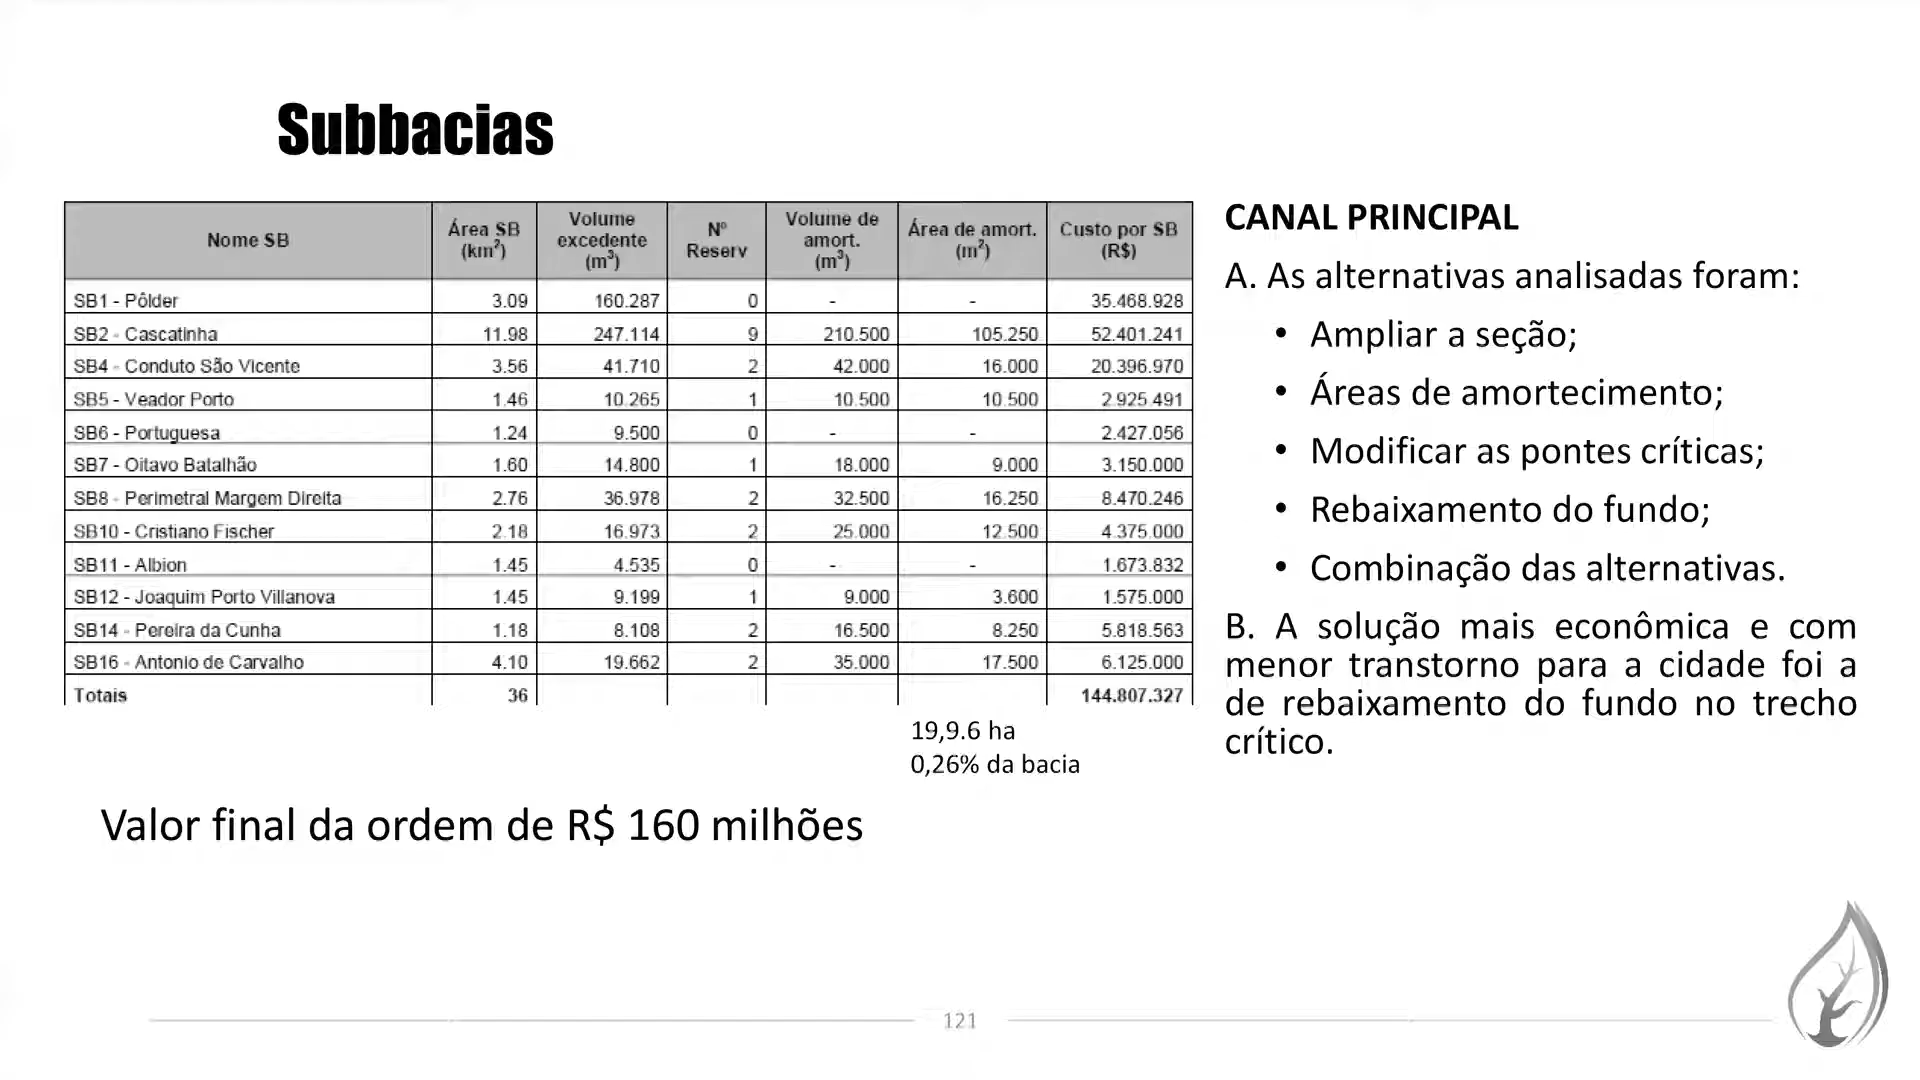 Subbacias
Nome SB Área SB (km²) Volume excedente (m³) Nº Reserv Volume de amort. (m³) Área de amort. (m²) Custo por SB (R$)
SB1 - Pôlder 3.09 160.287 0 - - 35.468.928
SB2 - Cascatinha 11.98 247.114 9 210.500 105.250 52.401.241
SB4 - Conduto São Vicente 3.56 41.710 2 42.000 16.000 20.396.970
SB5 - Veador Porto 1.46 10.265 1 10.500 10.500 2.925.491
SB6 - Portuguesa 1.24 9.500 0 - - 2.427.056
SB7 - Oitavo Batalhão 1.60 14.800 1 18.000 9.000 3.150.000
SB8 - Perimetral Margem Direita 2.76 36.978 2 32.500 16.250 8.470.246
SB10 - Cristiano Fischer 2.18 16.973 2 25.000 12.500 4.375.000
SB11 - Albion 1.45 4.535 0 - - 1.673.832
SB12 - Joaquim Porto Villanova 1.45 9.199 1 9.000 3.600 1.575.000
SB14 - Pereira da Cunha 1.18 8.108 2 16.500 8.250 5.818.563
SB16 - Antonio de Carvalho 4.10 19.662 2 35.000 17.500 6.125.000
Totais 36 144.807.327
19,9.6 ha
0,26% da bacia
Valor final da ordem de R$ 160 milhões
CANAL PRINCIPAL
A. As alternativas analisadas foram:
• Ampliar a seção;
• Áreas de amortecimento;
• Modificar as pontes críticas;
• Rebaixamento do fundo;
• Combinação das alternativas.
B. A solução mais econômica e com
menor transtorno para a cidade foi a
de rebaixamento do fundo no trecho
crítico.
121